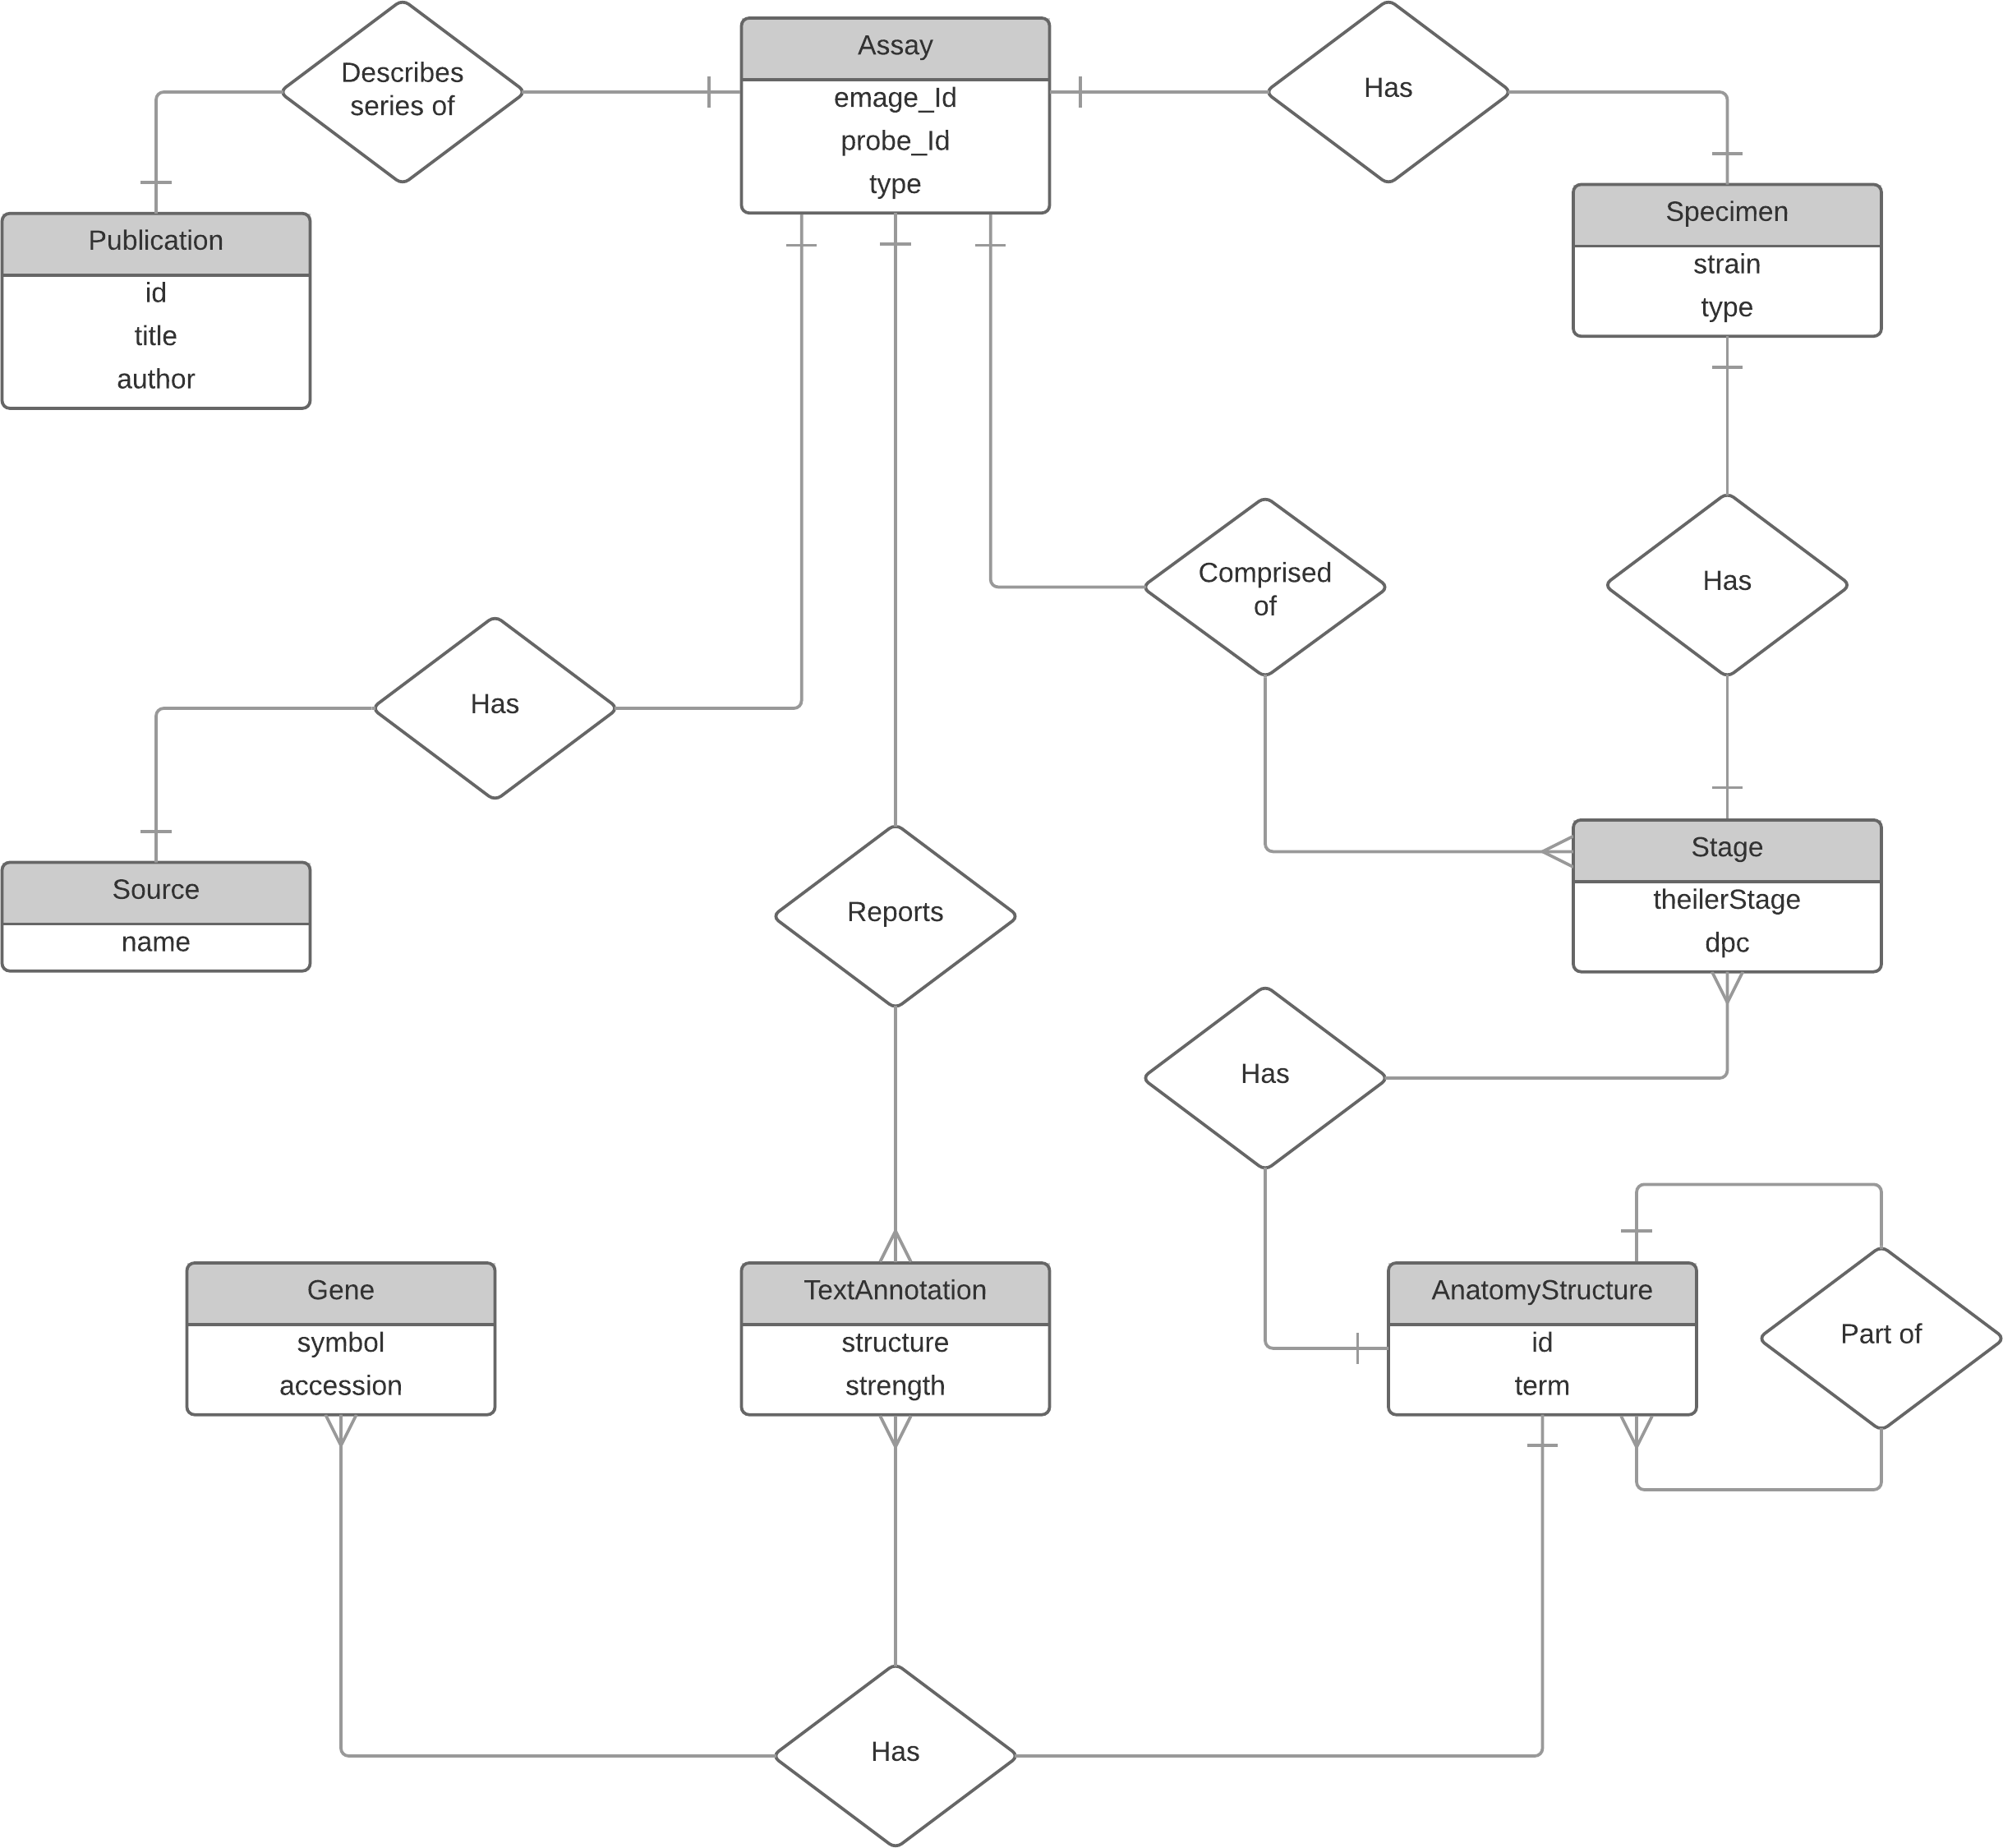 Describes
series of
Assay
emage_Id
probe_Id
type
Has
Publication
id
title
author
Specimen
strain
type
Comprised
of
Has
Has
Source
name
Reports
Stage
theilerStage
dpc
Has
Gene
symbol
accession
TextAnnotation
structure
strength
AnatomyStructure
id
term
Part of
Has